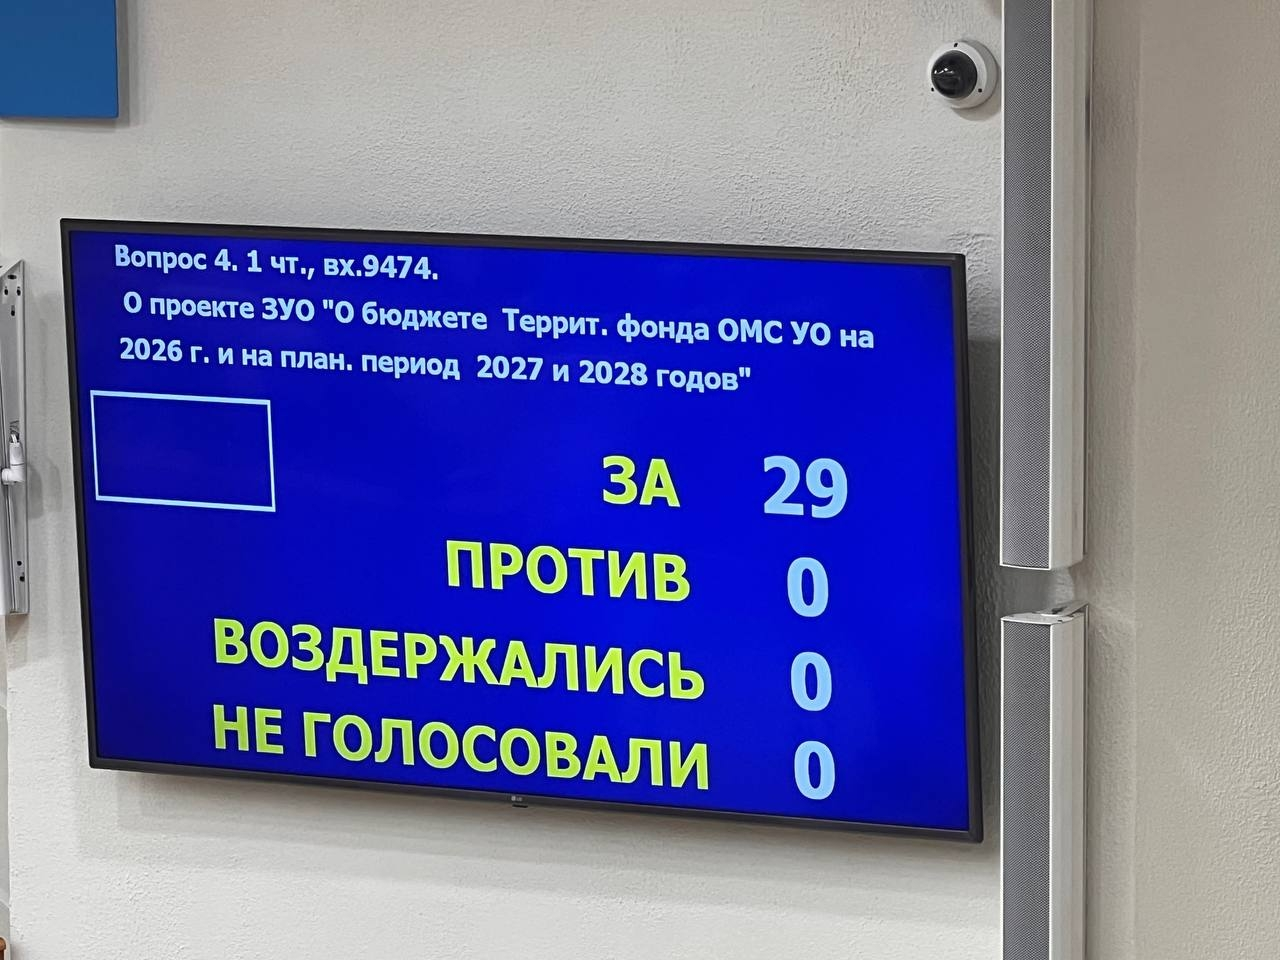 Вопрос 4. 1 чт., вх.9474.
О проекте ЗУО "О бюджете Террит. фонда ОМС УО на
2026 г. и на план. период 2027 и 2028 годов"
ЗА 29
ПРОТИВ 0
ВОЗДЕРЖАЛИСЬ 0
НЕ ГОЛОСОВАЛИ 0
LG